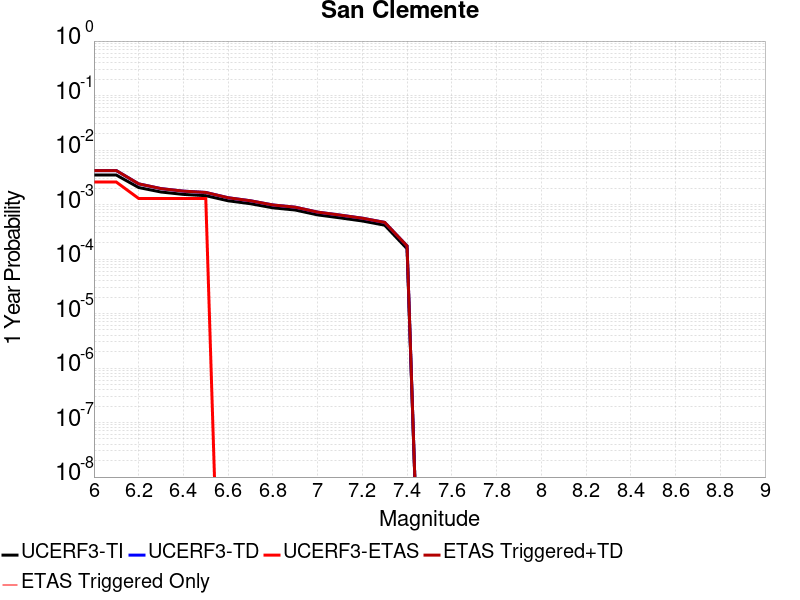 San Clemente
10^0
10^-1
10^-2
10^-3
10^-4
10^-5
10^-6
10^-7
10^-8
1 Year Probability
6 6.2 6.4 6.6 6.8 7 7.2 7.4 7.6 7.8 8 8.2 8.4 8.6 8.8 9
Magnitude
UCERF3-TI UCERF3-TD UCERF3-ETAS ETAS Triggered+TD
ETAS Triggered Only